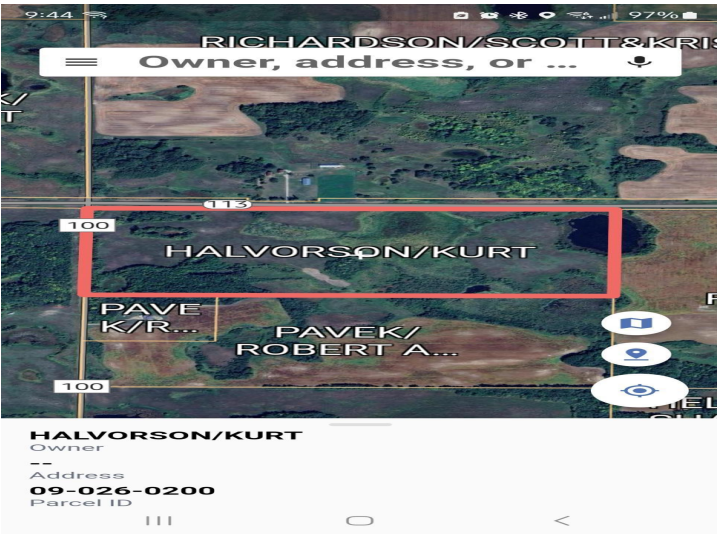 9:44
97%
RICHARDSON/SCOTT&KRIS
Owner, address, or ...
K/
T
113
100
HALVORSON/KURT
PAVE
K/R...
PAVEK/
ROBERT A...
100
HALVORSON/KURT
Owner
--
Address
09-026-0200
Parcel ID